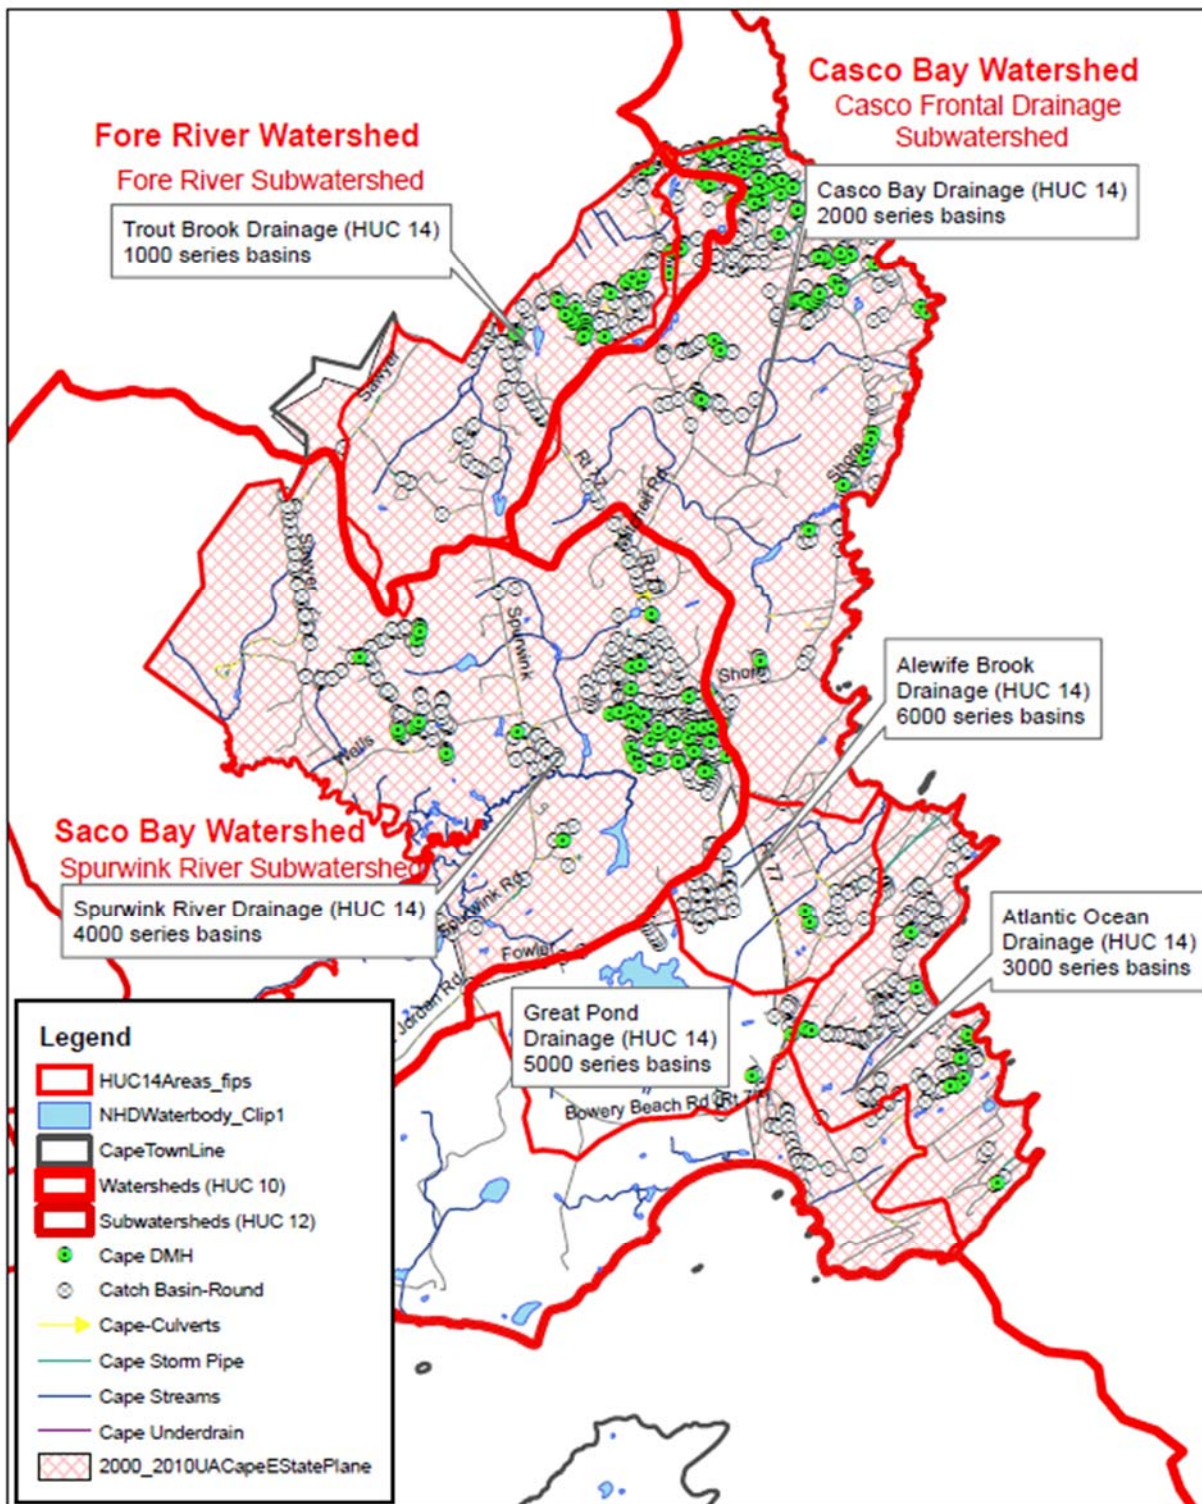 Casco Bay Watershed
Casco Frontal Drainage
Subwatershed
Fore River Watershed
Fore River Subwatershed
Trout Brook Drainage (HUC 14)
1000 series basins
Casco Bay Drainage (HUC 14)
2000 series basins
Sawyer
Rt 77
Shore
Sawyer
Spurwink
Shore
Wells
Alewife Brook
Drainage (HUC 14)
6000 series basins
Saco Bay Watershed
Spurwink River Subwatershed
Spurwink River Drainage (HUC 14)
4000 series basins
Spurwink Rd
Fowler
Jordan Rd
Atlantic Ocean
Drainage (HUC 14)
3000 series basins
Great Pond
Drainage (HUC 14)
5000 series basins
Bowery Beach Rd (Rt 77)
Legend
HUC14Areas_fips
NHDWaterbody_Clip1
CapeTownLine
Watersheds (HUC 10)
Subwatersheds (HUC 12)
Cape DMH
Catch Basin-Round
Cape-Culverts
Cape Storm Pipe
Cape Streams
Cape Underdrain
2000_2010UACapeEStatePlane